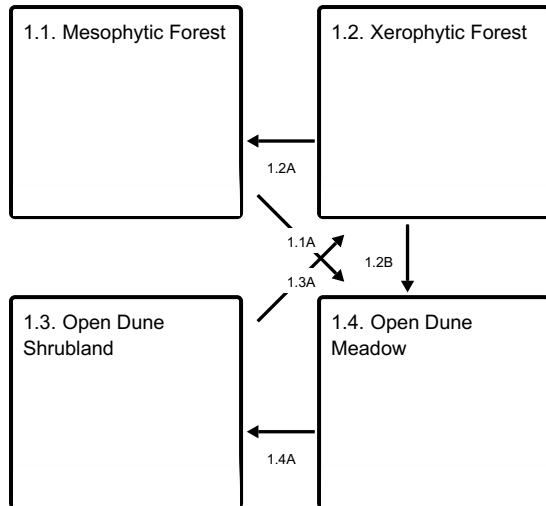 1.1. Mesophytic Forest
1.2. Xerophytic Forest
1.2A
1.1A
1.2B
1.3A
1.3. Open Dune
Shrubland
1.4. Open Dune
Meadow
1.4A